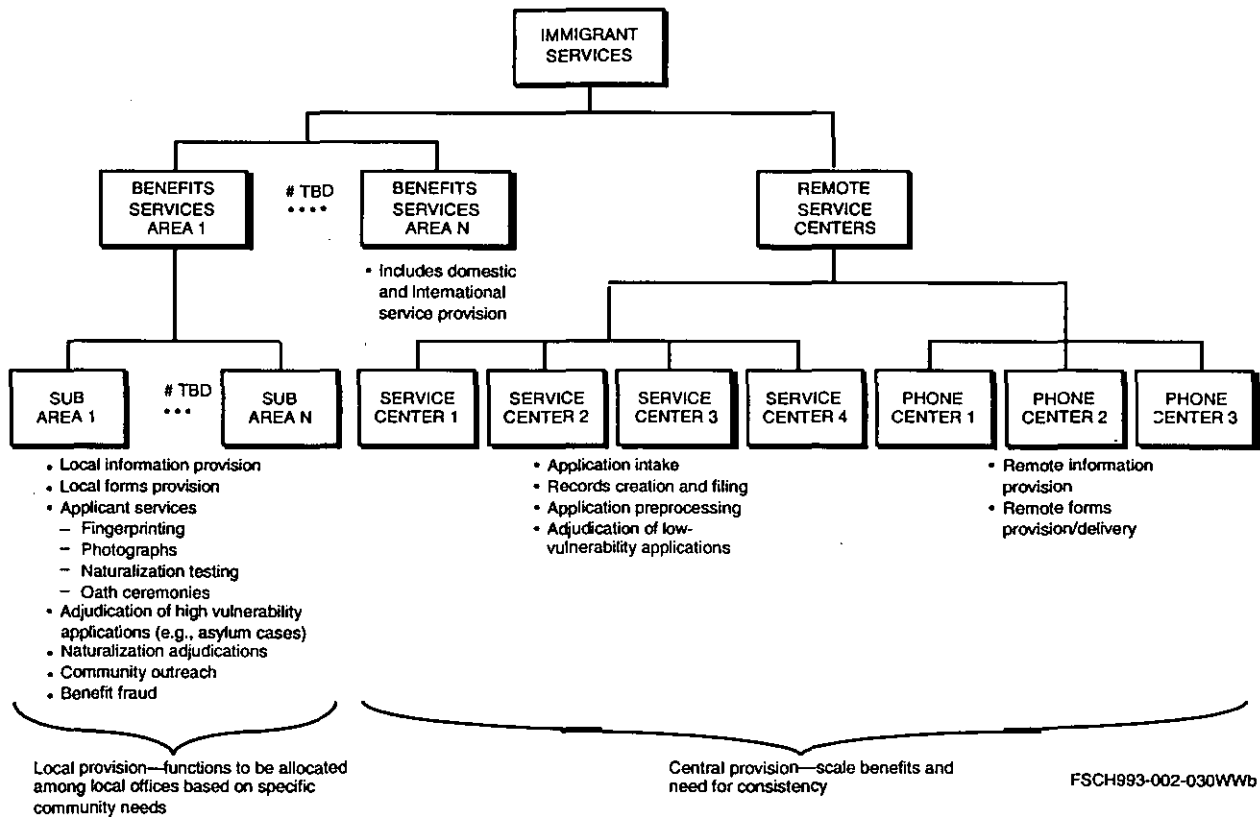 IMMIGRANT
SERVICES
BENEFITS
SERVICES
AREA 1
# TBD
••••
BENEFITS
SERVICES
AREA N
REMOTE
SERVICE
CENTERS
• Includes domestic
and International
service provision
SUB
AREA 1
# TBD
•••
SUB
AREA N
SERVICE
CENTER 1
SERVICE
CENTER 2
SERVICE
CENTER 3
SERVICE
CENTER 4
PHONE
CENTER 1
PHONE
CENTER 2
PHONE
CENTER 3
• Local information provision
• Local forms provision
• Applicant services
– Fingerprinting
– Photographs
– Naturalization testing
– Oath ceremonies
• Adjudication of high vulnerability
applications (e.g., asylum cases)
• Naturalization adjudications
• Community outreach
• Benefit fraud
• Application intake
• Records creation and filing
• Application preprocessing
• Adjudication of low-
vulnerability applications
• Remote information
provision
• Remote forms
provision/delivery
Local provision—functions to be allocated
among local offices based on specific
community needs
Central provision—scale benefits and
need for consistency
FSCH993-002-030WWb